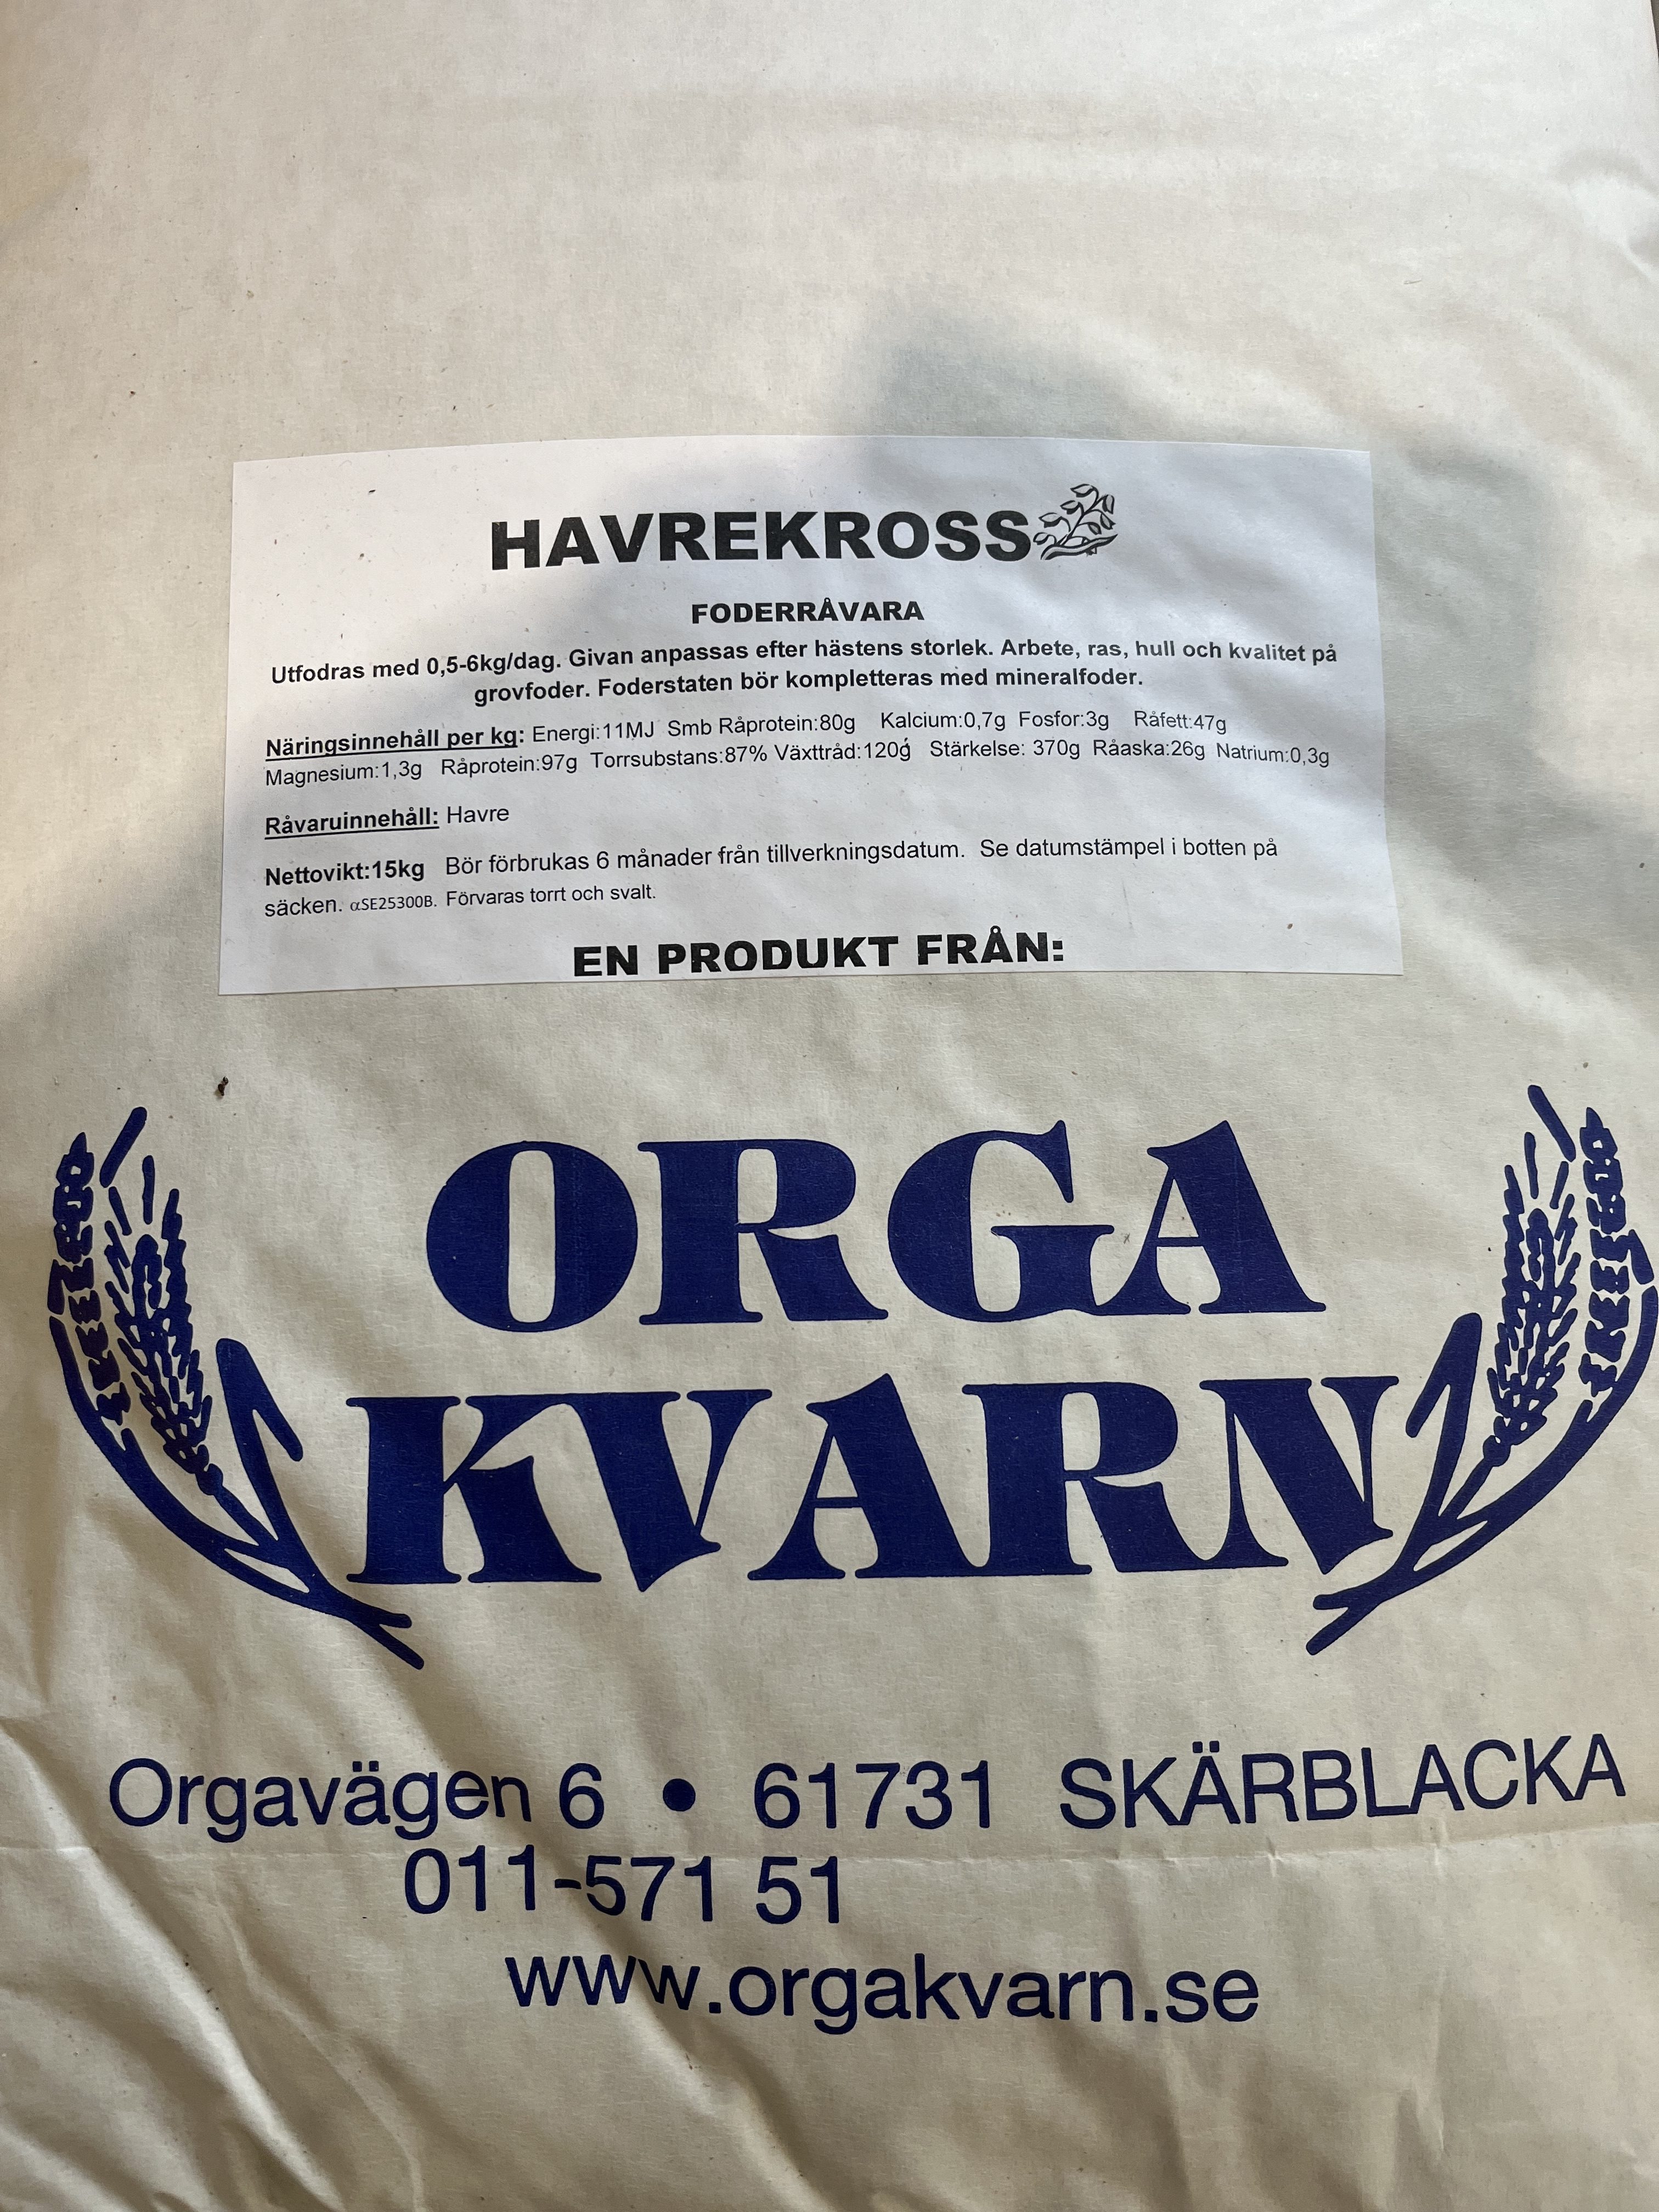 HAVREKROSS
FODERRÅVARA
Utfodras med 0,5-6kg/dag. Givan anpassas efter hästens storlek. Arbete, ras, hull och kvalitet på
grovfoder. Foderstaten bör kompletteras med mineralfoder.
Näringsinnehåll per kg: Energi:11MJ Smb Råprotein:80g Kalcium:0,7g Fosfor:3g Råfett:47g
Magnesium:1,3g Råprotein:97g Torrsubstans:87% Växttråd:120g Stärkelse: 370g Råaska:26g Natrium:0,3g
Råvaruinnehåll: Havre
Nettovikt:15kg Bör förbrukas 6 månader från tillverkningsdatum. Se datumstämpel i botten på
säcken. αSE25300B. Förvaras torrt och svalt.
EN PRODUKT FRÅN:
ORGA
KVARN
Orgavägen 6 • 61731 SKÄRBLACKA
011-571 51
www.orgakvarn.se